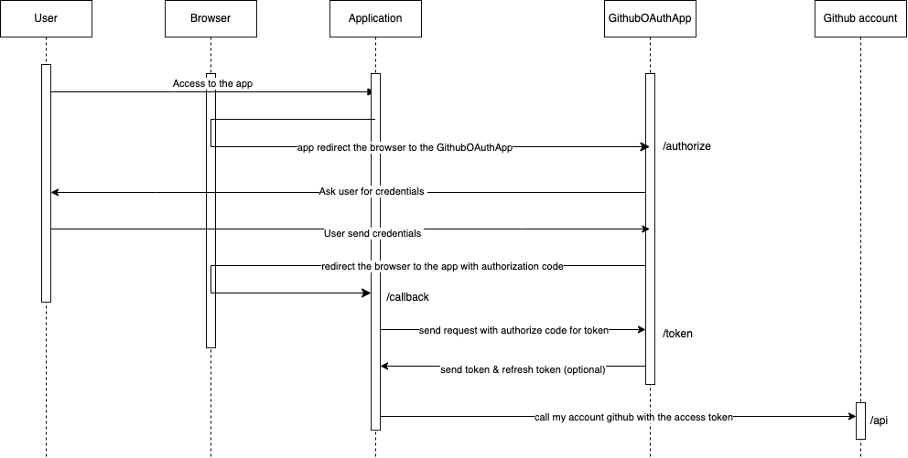 User
Browser
Application
GithubOAuthApp
Github account
Access to the app
app redirect the browser to the GithubOAuthApp
/authorize
Ask user for credentials
User send credentials
redirect the browser to the app with authorization code
/callback
send request with authorize code for token
/token
send token & refresh token (optional)
call my account github with the access token
/api